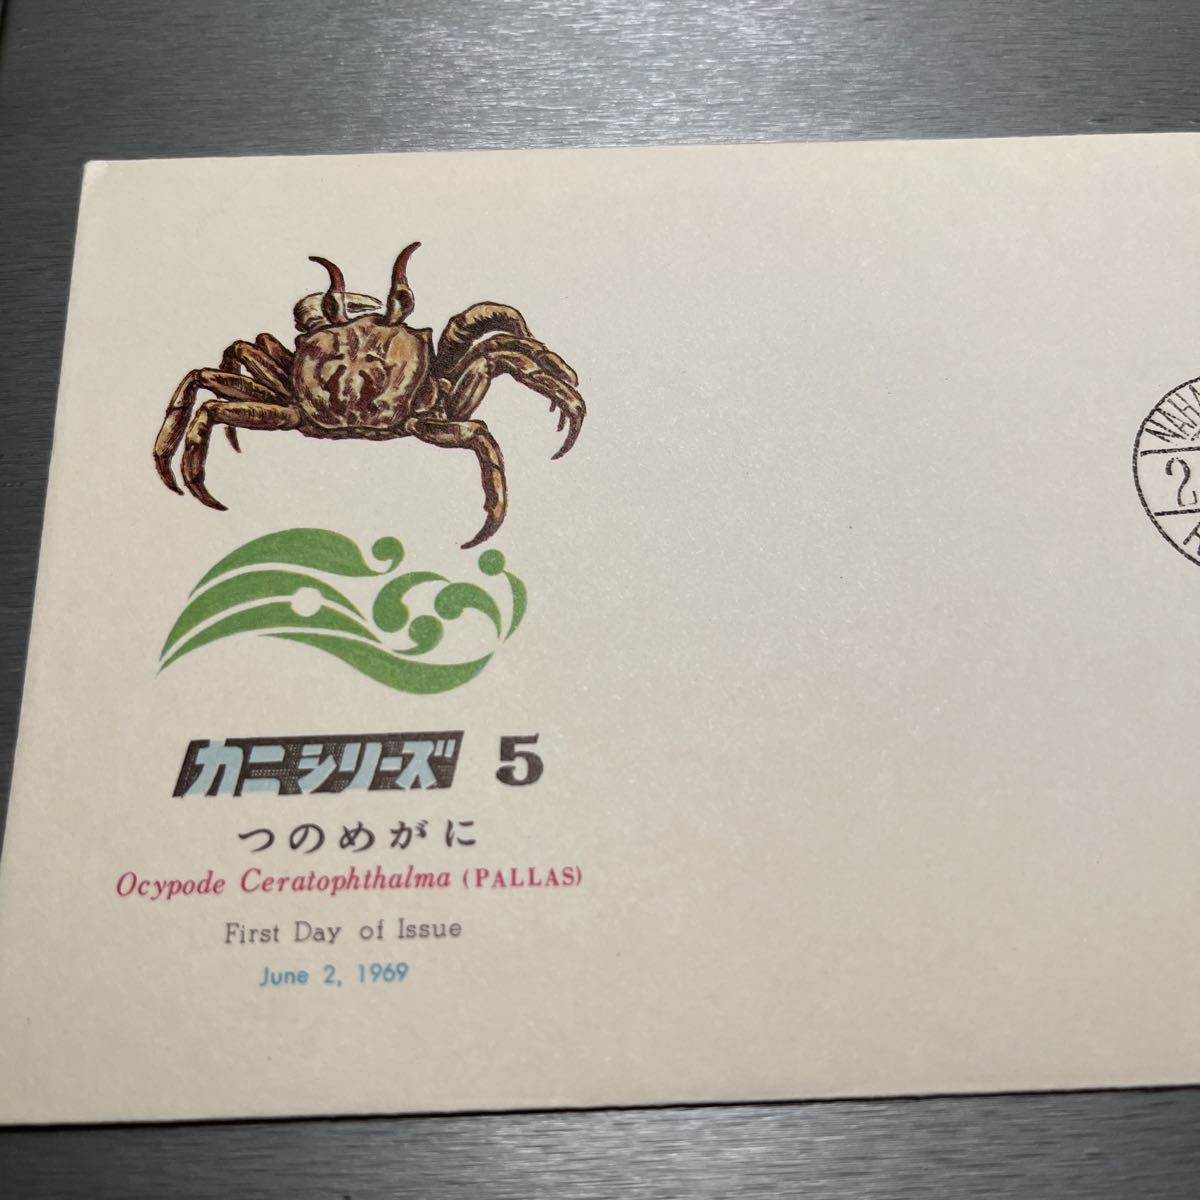 カニシリーズ 5
つのめがに
Ocypode Ceratophthalma (PALLAS)
First Day of Issue
June 2, 1969
2